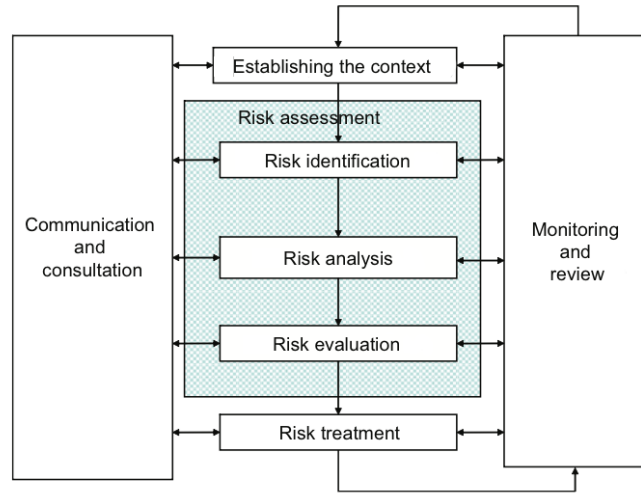 Establishing the context
Risk assessment
Risk identification
Communication
and
consultation
Risk analysis
Monitoring
and
review
Risk evaluation
Risk treatment